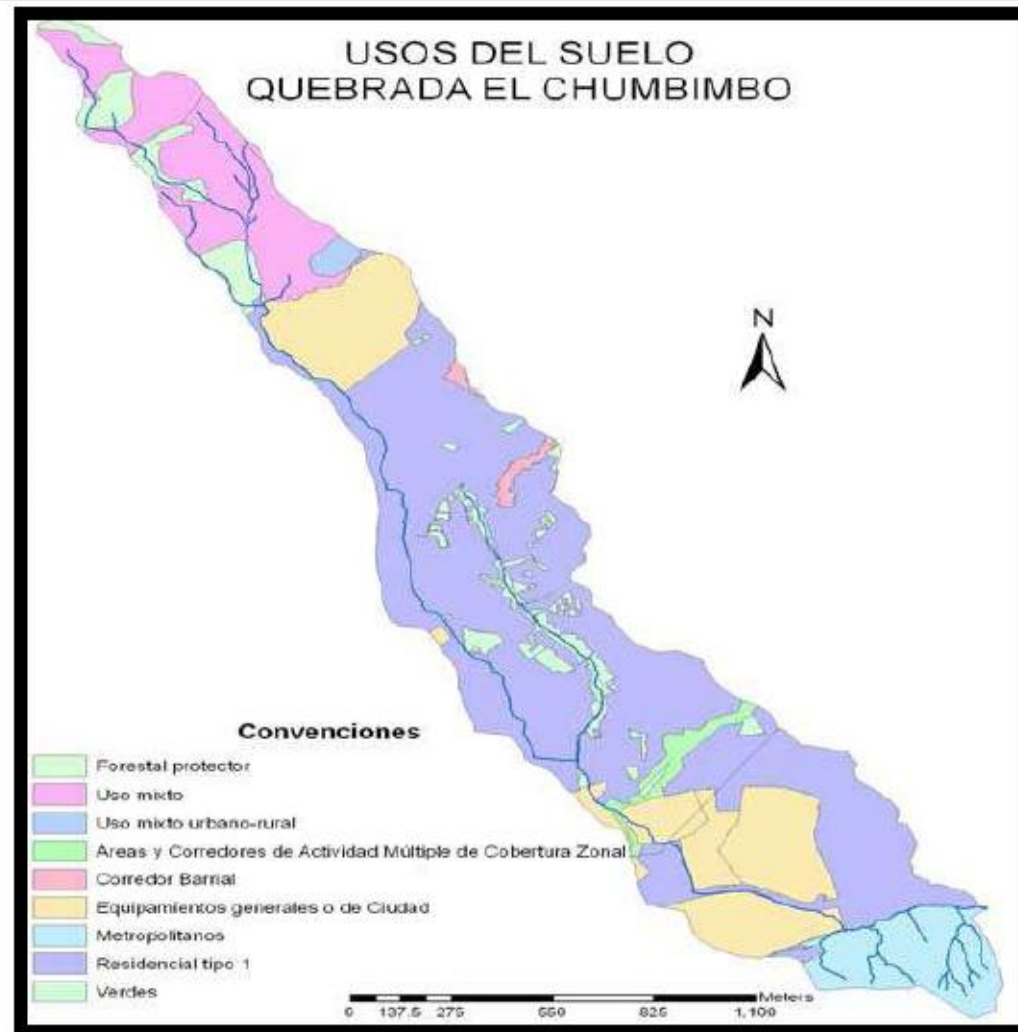 USOS DEL SUELO
QUEBRADA EL CHUMBIMBO
N
Convenciones
Forestal protector
Uso mixto
Uso mixto urbano-rural
Areas y Corredores de Actividad Múltiple de Cobertura Zonal
Corredor Barrial
Equipamientos generales o de Ciudad
Metropolitanos
Residencial tipo 1
Verdes
Meters
0 137,5 275 550 825 1,100